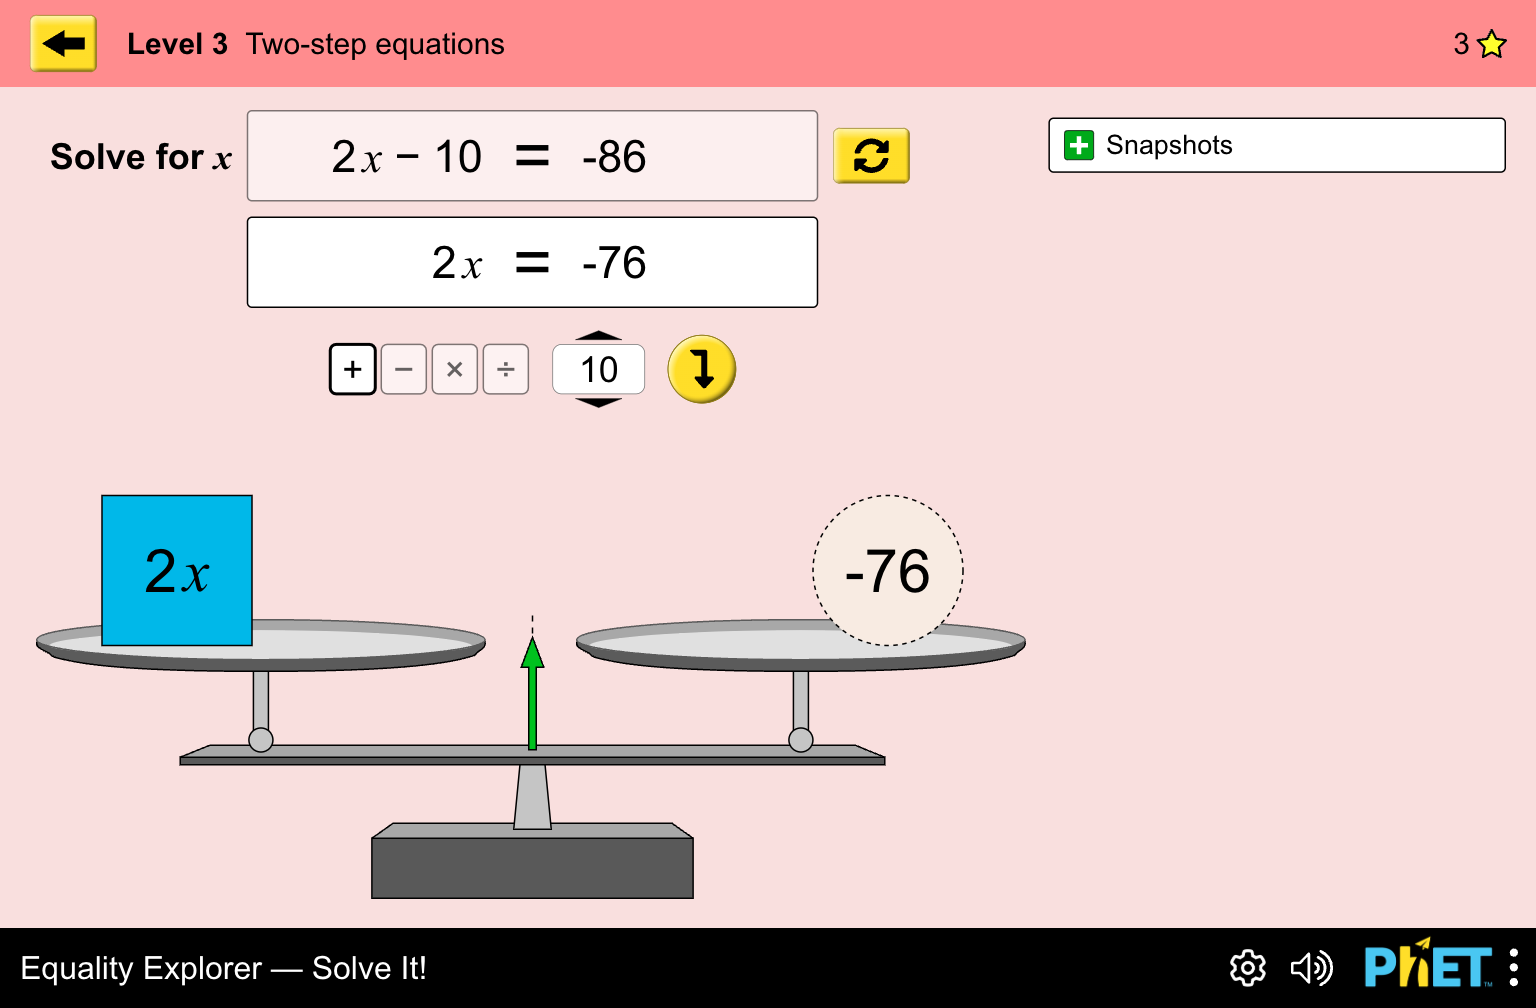 Level 3 Two-step equations
3
Solve for x 2x − 10 = -86
Snapshots
2x = -76
+ − × ÷ 10
2x
-76
Equality Explorer — Solve It!
PhET™